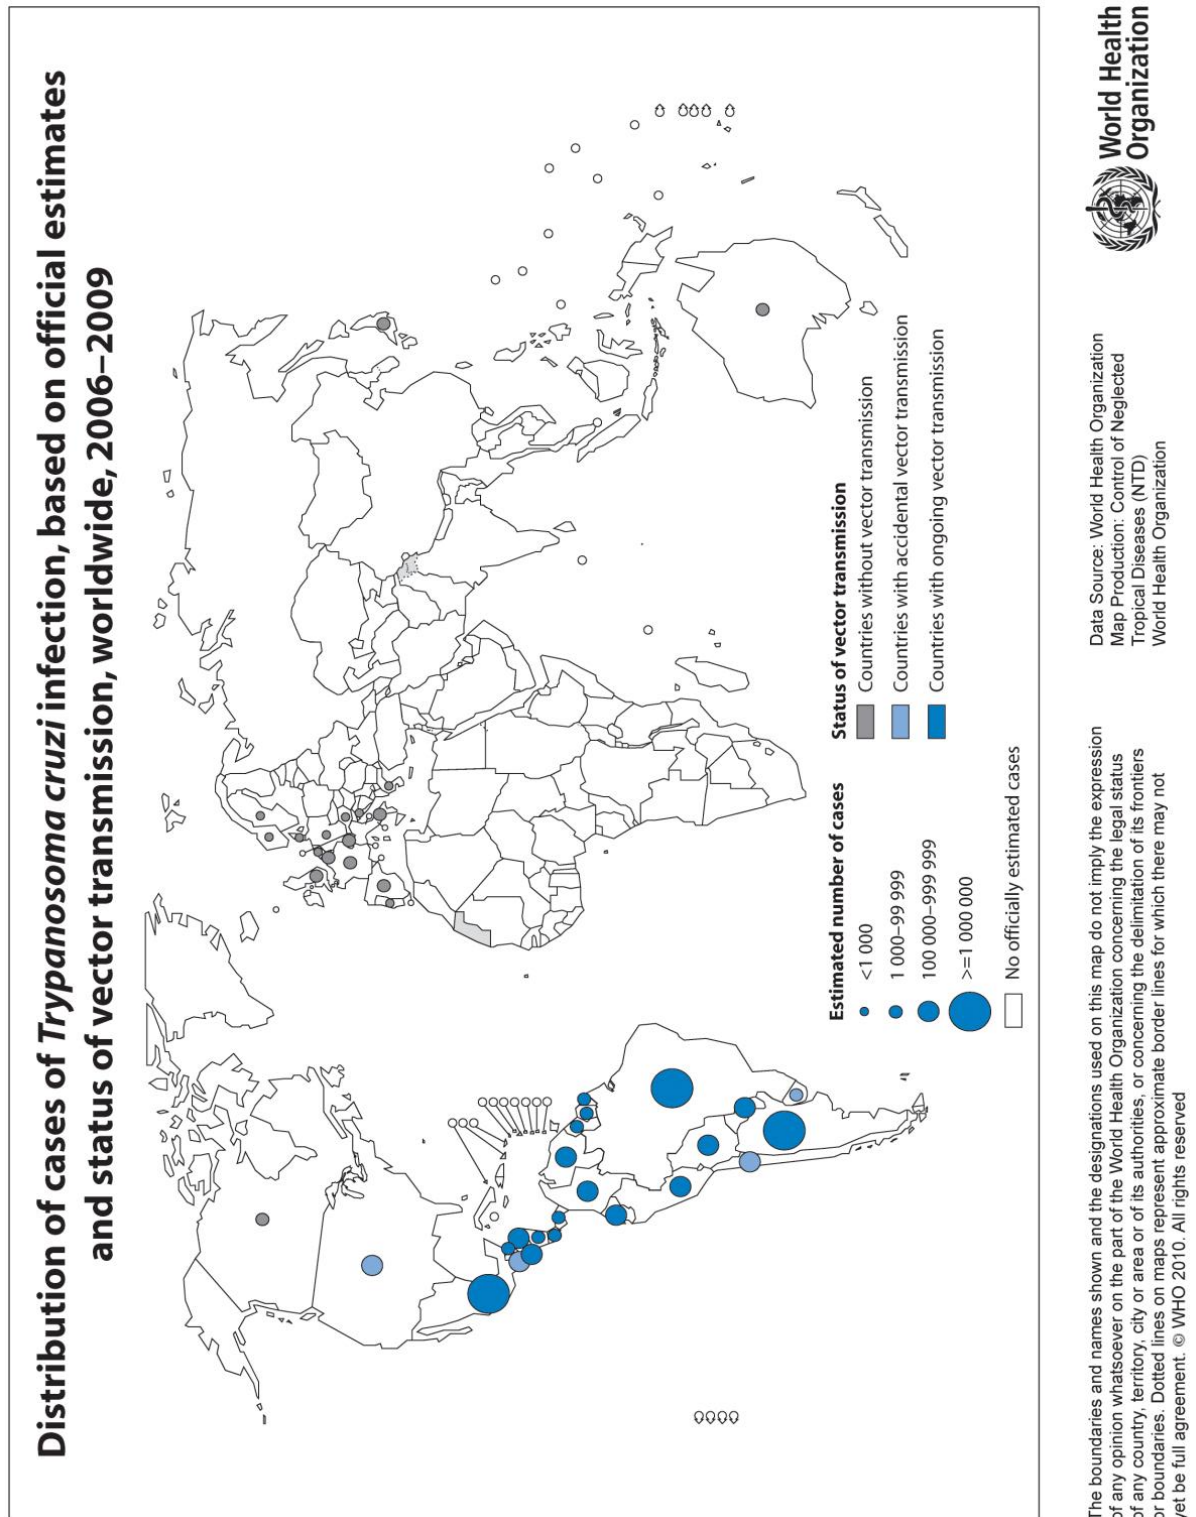 Distribution of cases of Trypanosoma cruzi infection, based on official estimates
and status of vector transmission, worldwide, 2006–2009
Estimated number of cases
<1 000
1 000–99 999
100 000–999 999
>=1 000 000
No officially estimated cases
Status of vector transmission
Countries without vector transmission
Countries with accidental vector transmission
Countries with ongoing vector transmission
The boundaries and names shown and the designations used on this map do not imply the expression
of any opinion whatsoever on the part of the World Health Organization concerning the legal status
of any country, territory, city or area or of its authorities, or concerning the delimitation of its frontiers
or boundaries. Dotted lines on maps represent approximate border lines for which there may not
yet be full agreement. © WHO 2010. All rights reserved
Data Source: World Health Organization
Map Production: Control of Neglected
Tropical Diseases (NTD)
World Health Organization
World Health
Organization